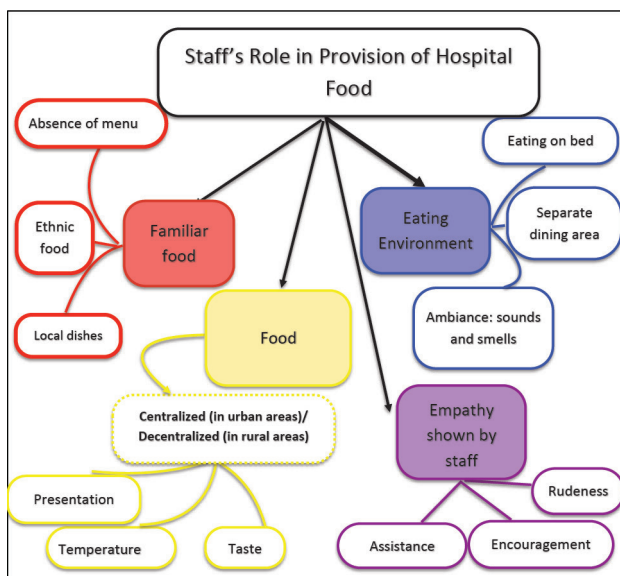 Staff's Role in Provision of Hospital
Food
Absence of menu
Ethnic
food
Local dishes
Familiar
food
Eating
Environment
Eating on bed
Separate
dining area
Ambiance: sounds
and smells
Food
Centralized (in urban areas)/
Decentralized (in rural areas)
Presentation
Temperature
Taste
Empathy
shown by
staff
Rudeness
Assistance
Encouragement